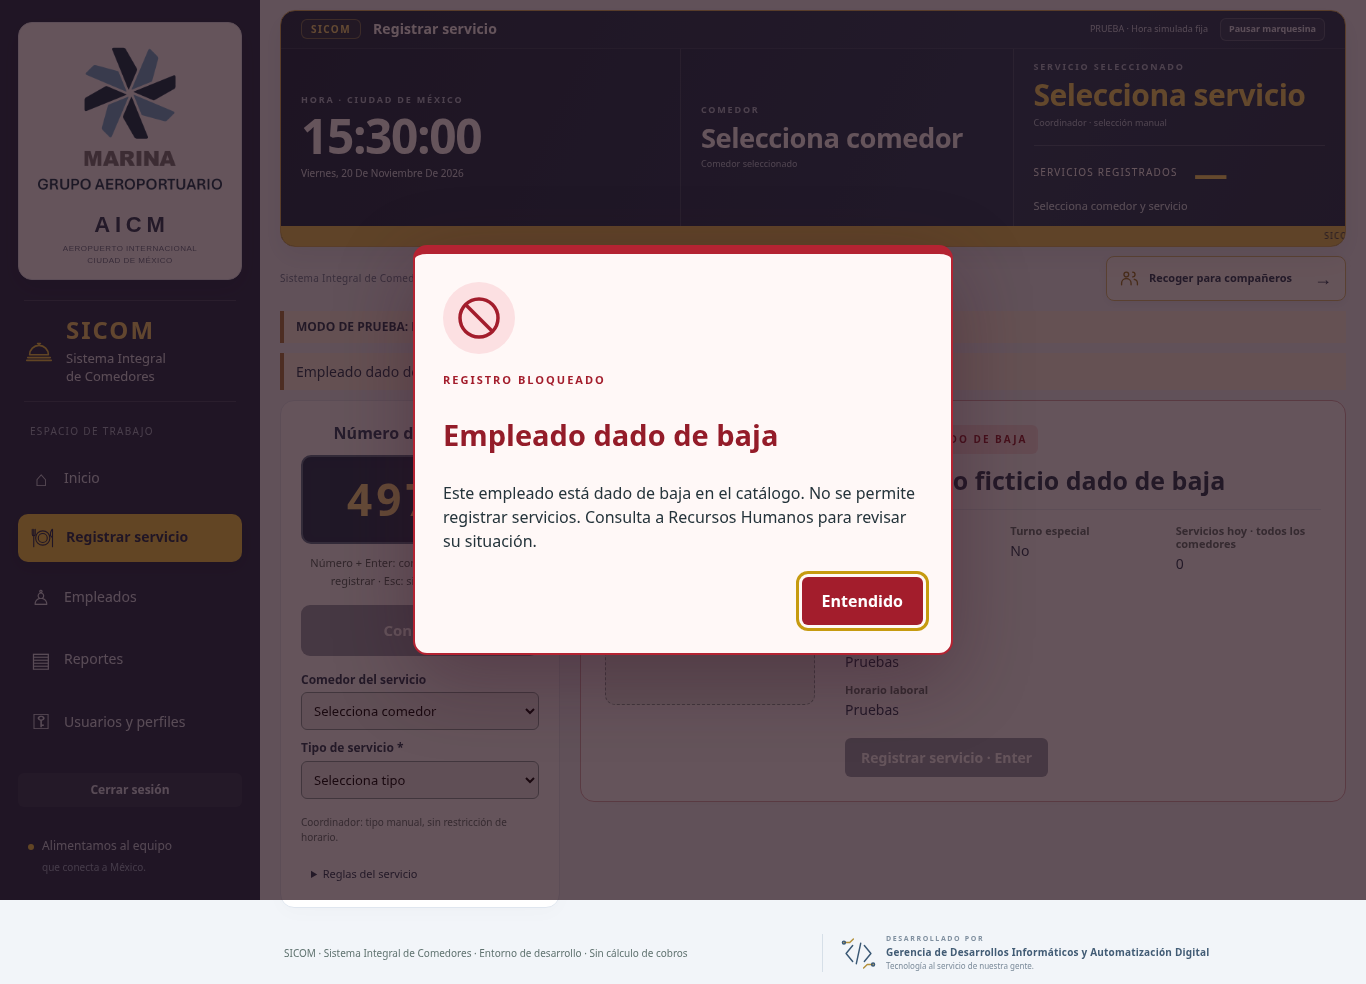 MARINA
GRUPO AEROPORTUARIO
AICM
AEROPUERTO INTERNACIONAL
CIUDAD DE MÉXICO
SICOM
Sistema Integral
de Comedores
ESPACIO DE TRABAJO
Inicio
Registrar servicio
Empleados
Reportes
Usuarios y perfiles
Cerrar sesión
Alimentamos al equipo
que conecta a México.
SICOM Registrar servicio
PRUEBA · Hora simulada fija
Pausar marquesina
HORA · CIUDAD DE MÉXICO
15:30:00
Viernes, 20 De Noviembre De 2026
COMEDOR
Selecciona comedor
Comedor seleccionado
SERVICIO SELECCIONADO
Selecciona servicio
Coordinador · selección manual
SERVICIOS REGISTRADOS —
Selecciona comedor y servicio
SICO
Sistema Integral de Comed
Recoger para compañeros →
MODO DE PRUEBA:
Empleado dado d
REGISTRO BLOQUEADO
Empleado dado de baja
Este empleado está dado de baja en el catálogo. No se permite
registrar servicios. Consulta a Recursos Humanos para revisar
su situación.
Entendido
Número d
497
Número + Enter: con
registrar · Esc: si
Con
Comedor del servicio
Selecciona comedor
Tipo de servicio *
Selecciona tipo
Coordinador: tipo manual, sin restricción de
horario.
Reglas del servicio
DO DE BAJA
o ficticio dado de baja
Turno especial
No
Servicios hoy · todos los
comedores
0
Pruebas
Horario laboral
Pruebas
Registrar servicio · Enter
SICOM · Sistema Integral de Comedores · Entorno de desarrollo · Sin cálculo de cobros
DESARROLLADO POR
Gerencia de Desarrollos Informáticos y Automatización Digital
Tecnología al servicio de nuestra gente.